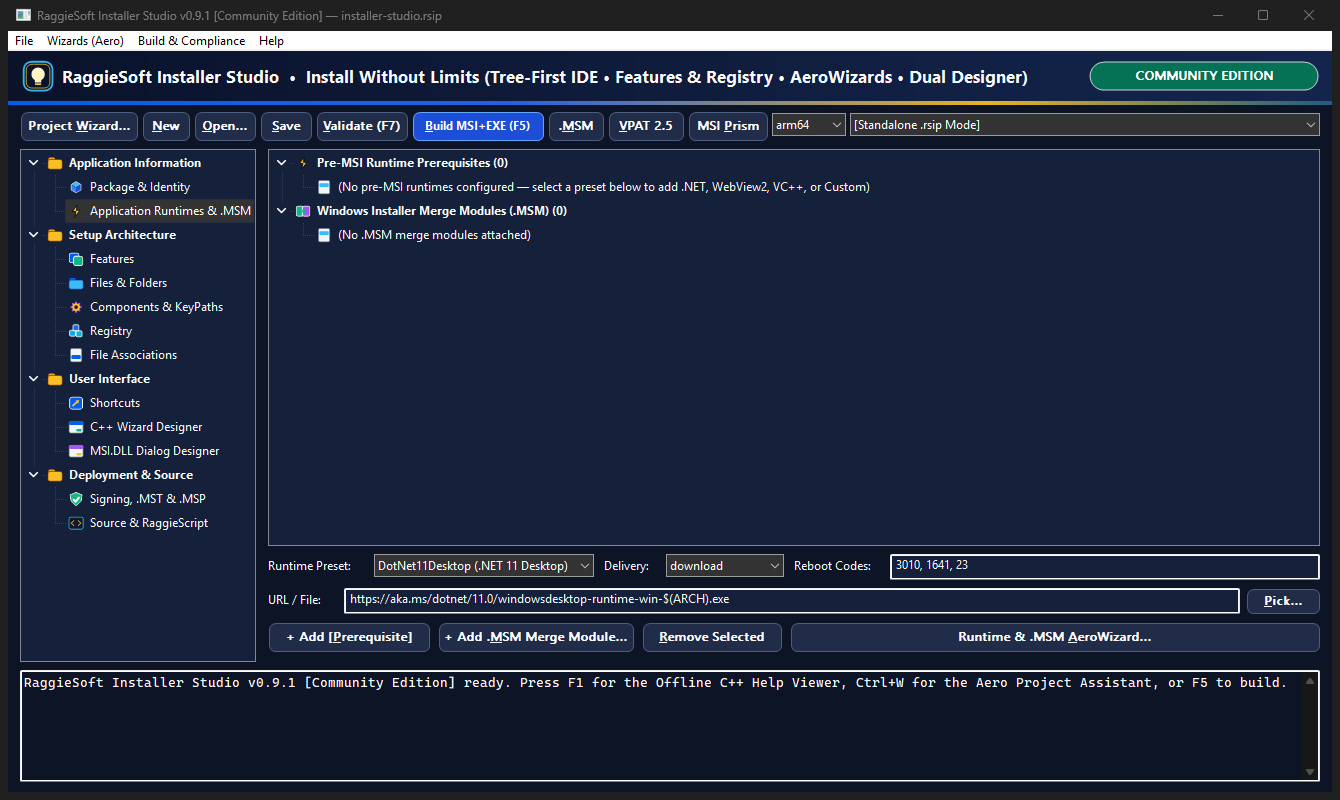 RaggieSoft Installer Studio v0.9.1 [Community Edition] — installer-studio.rsip
File Wizards (Aero) Build & Compliance Help
RaggieSoft Installer Studio • Install Without Limits (Tree-First IDE • Features & Registry • AeroWizards • Dual Designer)
COMMUNITY EDITION
Project Wizard... New Open... Save Validate (F7) Build MSI+EXE (F5) .MSM VPAT 2.5 MSI Prism arm64 [Standalone .rsip Mode]
Application Information
Package & Identity
Application Runtimes & .MSM
Setup Architecture
Features
Files & Folders
Components & KeyPaths
Registry
File Associations
User Interface
Shortcuts
C++ Wizard Designer
MSI.DLL Dialog Designer
Deployment & Source
Signing, .MST & .MSP
Source & RaggieScript
Pre-MSI Runtime Prerequisites (0)
(No pre-MSI runtimes configured — select a preset below to add .NET, WebView2, VC++, or Custom)
Windows Installer Merge Modules (.MSM) (0)
(No .MSM merge modules attached)
Runtime Preset: DotNet11Desktop (.NET 11 Desktop) Delivery: download Reboot Codes: 3010, 1641, 23
URL / File: https://aka.ms/dotnet/11.0/windowsdesktop-runtime-win-$(ARCH).exe Pick...
+ Add [Prerequisite] + Add .MSM Merge Module... Remove Selected Runtime & .MSM AeroWizard...
RaggieSoft Installer Studio v0.9.1 [Community Edition] ready. Press F1 for the Offline C++ Help Viewer, Ctrl+W for the Aero Project Assistant, or F5 to build.